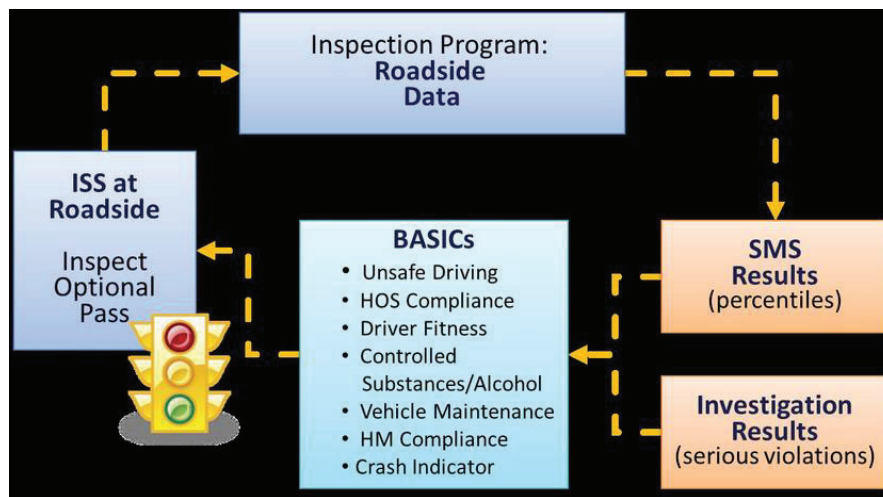 Inspection Program:
Roadside
Data
ISS at
Roadside
Inspect
Optional
Pass
BASICs
• Unsafe Driving
• HOS Compliance
• Driver Fitness
• Controlled
Substances/Alcohol
• Vehicle Maintenance
• HM Compliance
• Crash Indicator
SMS
Results
(percentiles)
Investigation
Results
(serious violations)